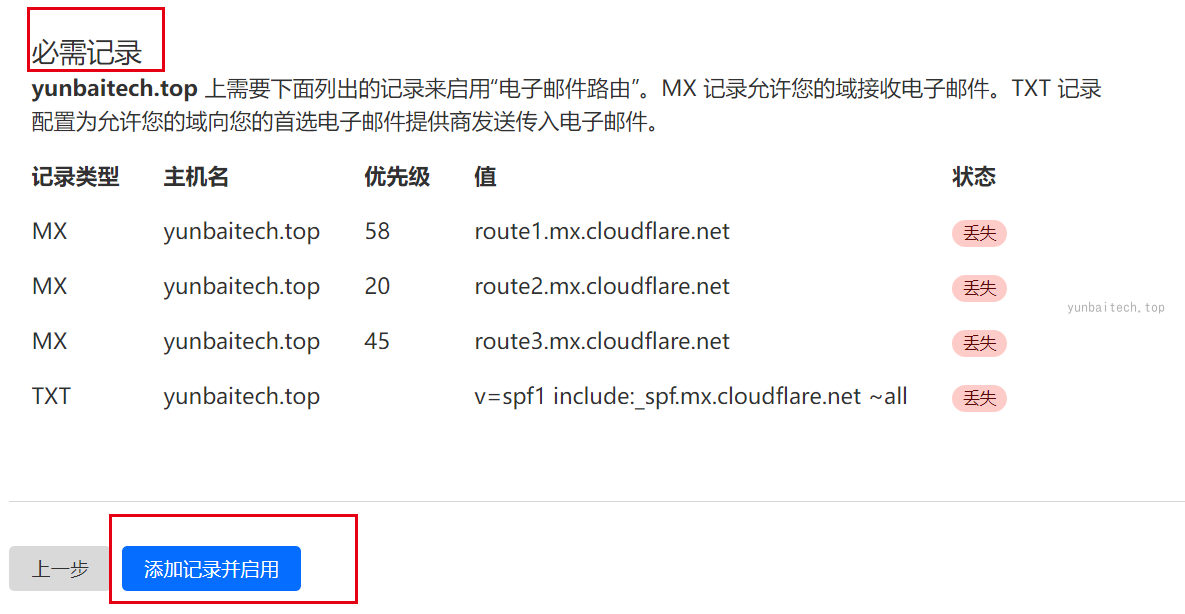 必需记录
yunbaitech.top 上需要下面列出的记录来启用“电子邮件路由”。MX 记录允许您的域接收电子邮件。TXT 记录
配置为允许您的域向您的首选电子邮件提供商发送传入电子邮件。
记录类型 主机名 优先级 值 状态
MX yunbaitech.top 58 route1.mx.cloudflare.net 丢失
MX yunbaitech.top 20 route2.mx.cloudflare.net 丢失
yunbaitech.top
MX yunbaitech.top 45 route3.mx.cloudflare.net 丢失
TXT yunbaitech.top v=spf1 include:_spf.mx.cloudflare.net ~all 丢失
上一步 添加记录并启用